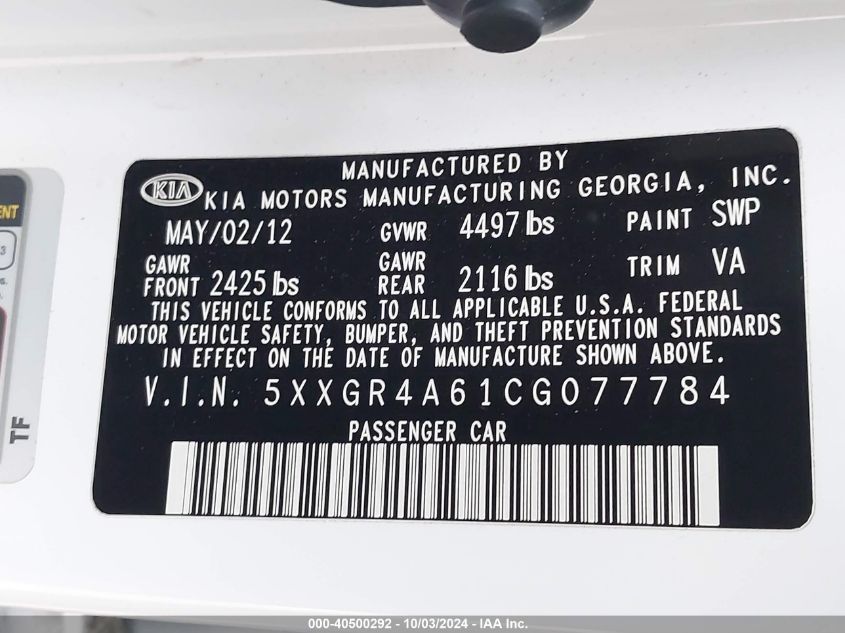 MANUFACTURED BY
KIA KIA MOTORS MANUFACTURING GEORGIA, INC.
MAY/02/12 GVWR 4497 lbs PAINT SWP
GAWR FRONT 2425 lbs GAWR REAR 2116 lbs TRIM VA
THIS VEHICLE CONFORMS TO ALL APPLICABLE U.S.A. FEDERAL
MOTOR VEHICLE SAFETY, BUMPER, AND THEFT PREVENTION STANDARDS
IN EFFECT ON THE DATE OF MANUFACTURE SHOWN ABOVE.
V.I.N. 5XXGR4A61CG077784
PASSENGER CAR
TF
000-40500292 - 10/03/2024 - IAA Inc.